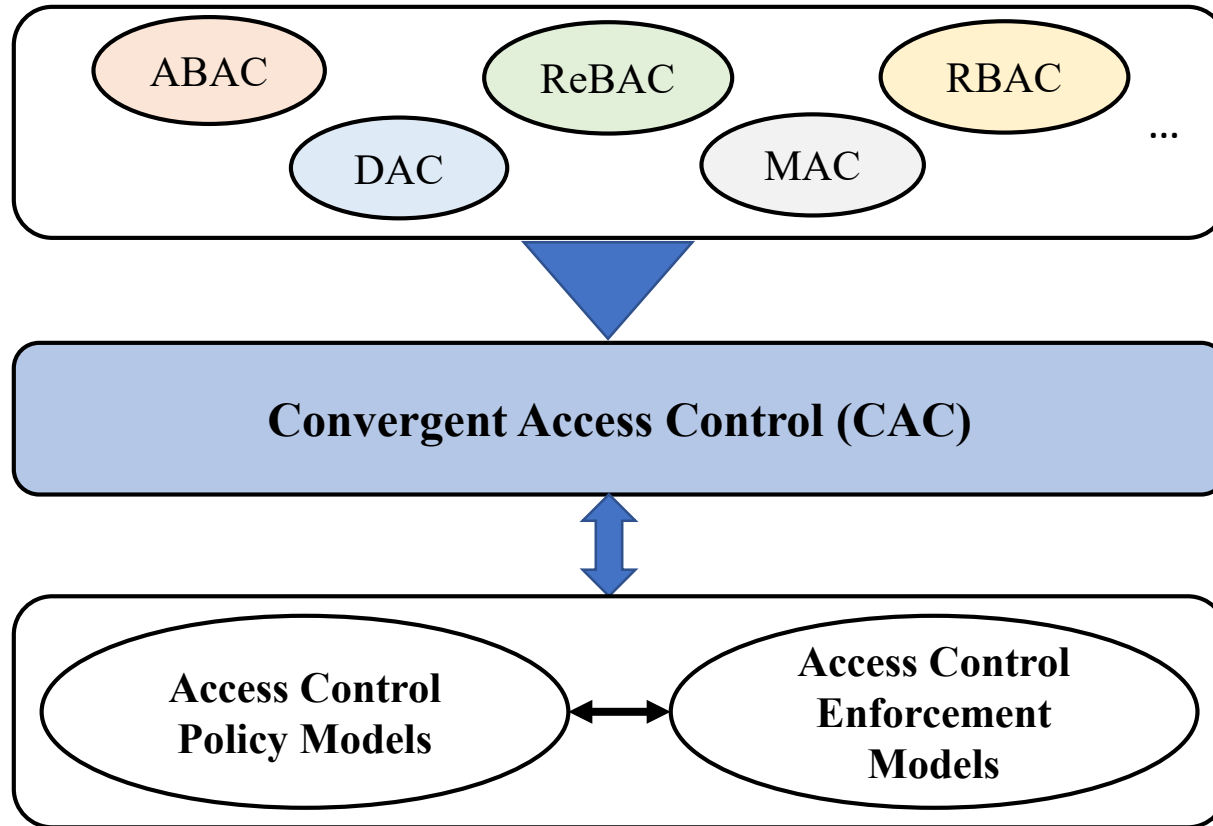 ABAC
ReBAC
RBAC
DAC
MAC
...
Convergent Access Control (CAC)
Access Control
Policy Models
Access Control
Enforcement
Models